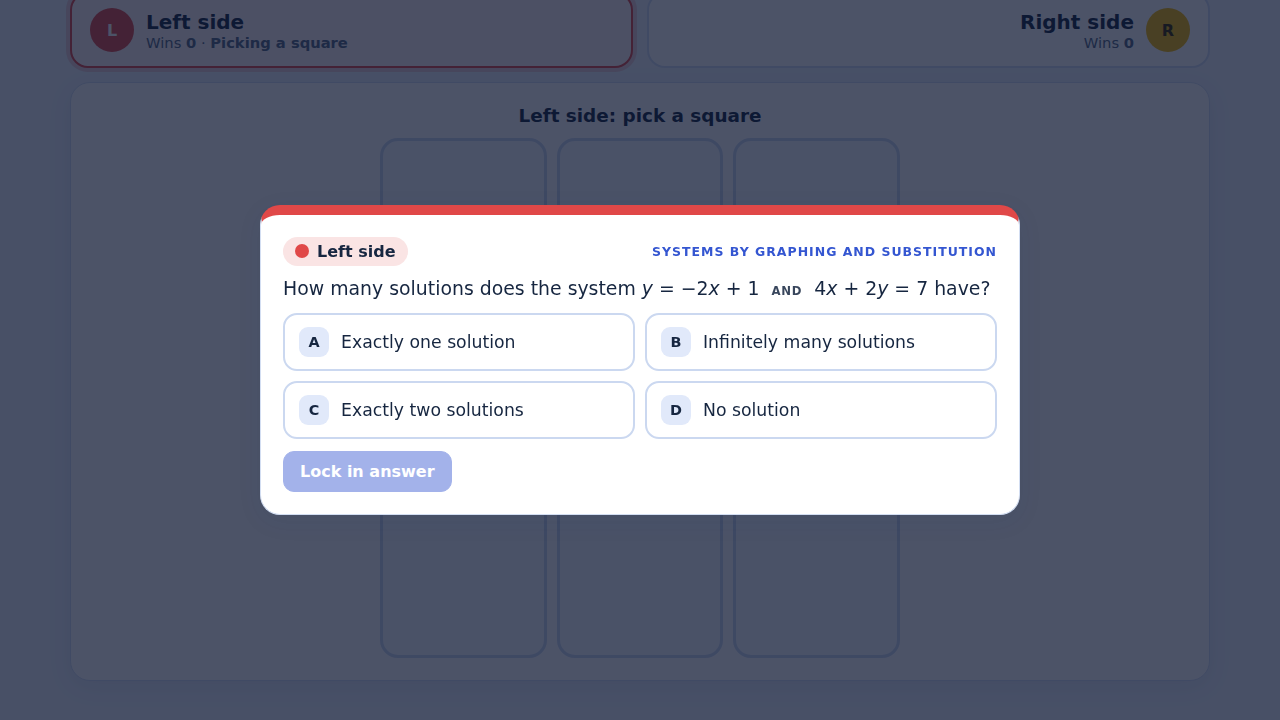 L
Left side
Wins 0 · Picking a square
Right side
Wins 0
R
Left side: pick a square
Left side
SYSTEMS BY GRAPHING AND SUBSTITUTION
How many solutions does the system y = −2x + 1 AND 4x + 2y = 7 have?
A Exactly one solution
B Infinitely many solutions
C Exactly two solutions
D No solution
Lock in answer